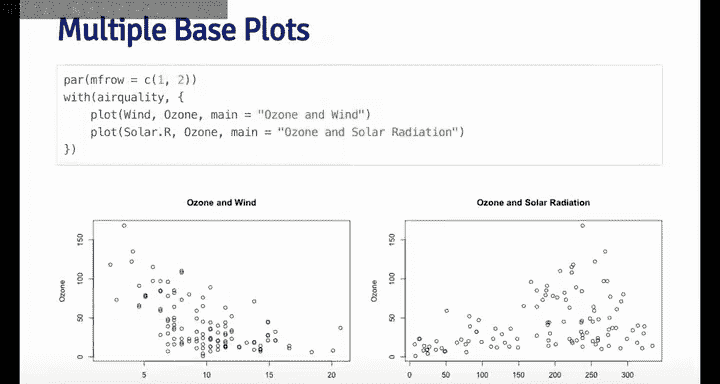 Multiple Base Plots
par(mfrow = c(1, 2))
with(airquality, {
    plot(Wind, Ozone, main = "Ozone and Wind")
    plot(Solar.R, Ozone, main = "Ozone and Solar Radiation")
})
Ozone and Wind
Ozone
0
50
100
150
5
10
15
20
Ozone and Solar Radiation
Ozone
0
50
100
150
0
50
100
150
200
250
300